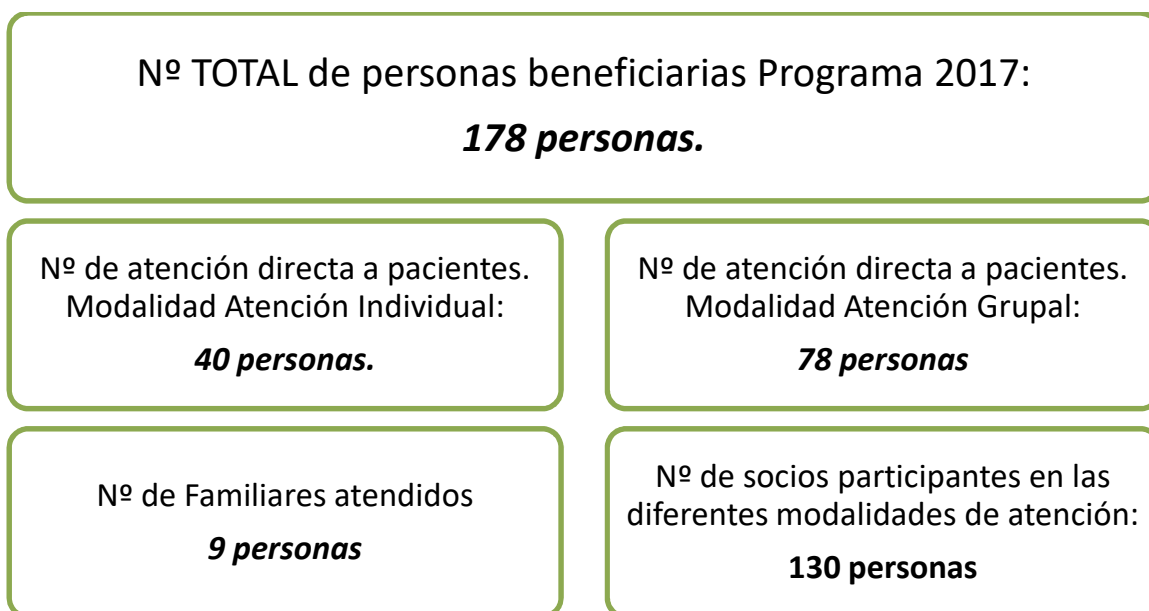 Nº TOTAL de personas beneficiarias Programa 2017:
178 personas.
Nº de atención directa a pacientes.
Modalidad Atención Individual:
40 personas.
Nº de atención directa a pacientes.
Modalidad Atención Grupal:
78 personas
Nº de Familiares atendidos
9 personas
Nº de socios participantes en las
diferentes modalidades de atención:
130 personas